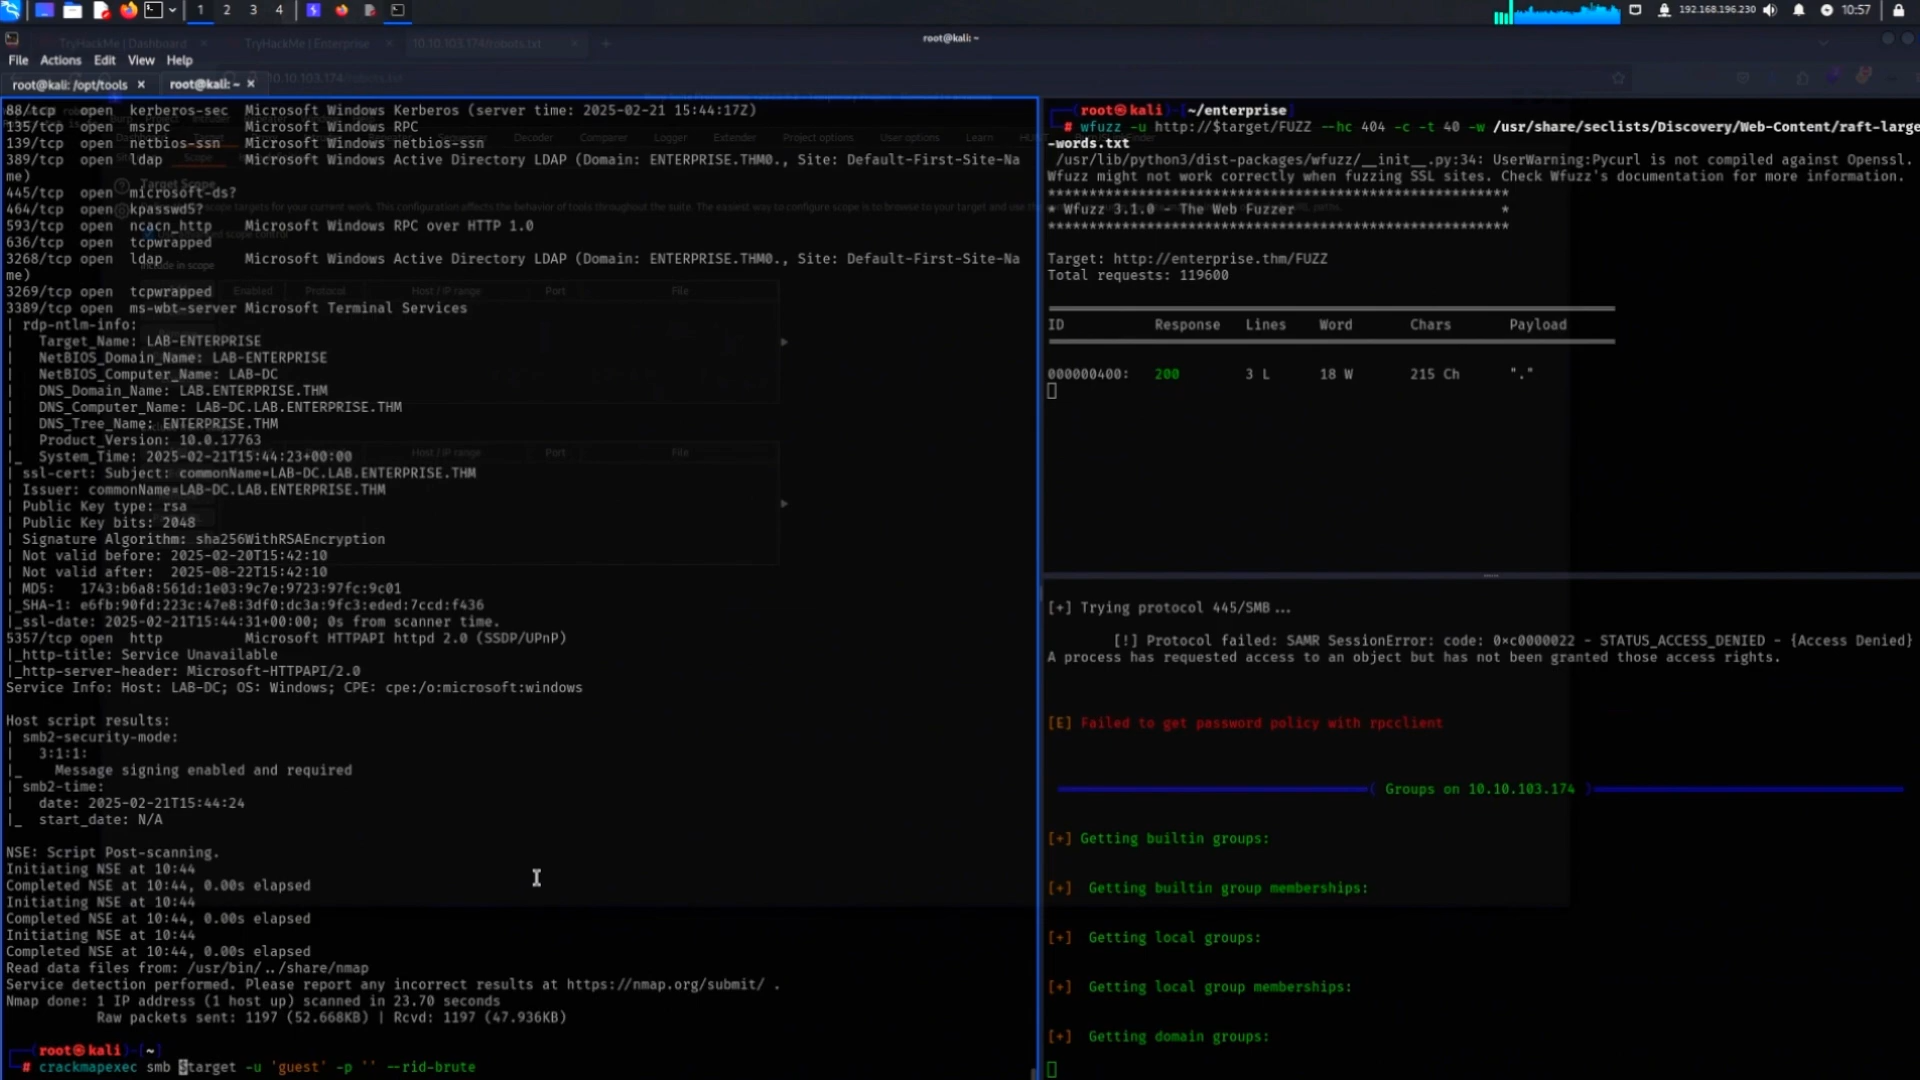 1 2 3 4
192.168.196.230 10:57
TryHackMe | Dashboard TryHackMe | Enterprise 10.10.103.174/robots.txt
root@kali: ~
File Actions Edit View Help
root@kali: /opt/tools × root@kali: ~ ×
88/tcp open kerberos-sec Microsoft Windows Kerberos (server time: 2025-02-21 15:44:17Z)
135/tcp open msrpc Microsoft Windows RPC
139/tcp open netbios-ssn Microsoft Windows netbios-ssn
389/tcp open ldap Microsoft Windows Active Directory LDAP (Domain: ENTERPRISE.THM0., Site: Default-First-Site-Na
me)
445/tcp open microsoft-ds?
464/tcp open kpasswd5?
593/tcp open ncacn_http Microsoft Windows RPC over HTTP 1.0
636/tcp open tcpwrapped
3268/tcp open ldap Microsoft Windows Active Directory LDAP (Domain: ENTERPRISE.THM0., Site: Default-First-Site-Na
me)
3269/tcp open tcpwrapped
3389/tcp open ms-wbt-server Microsoft Terminal Services
| rdp-ntlm-info:
|   Target_Name: LAB-ENTERPRISE
|   NetBIOS_Domain_Name: LAB-ENTERPRISE
|   NetBIOS_Computer_Name: LAB-DC
|   DNS_Domain_Name: LAB.ENTERPRISE.THM
|   DNS_Computer_Name: LAB-DC.LAB.ENTERPRISE.THM
|   DNS_Tree_Name: ENTERPRISE.THM
|   Product_Version: 10.0.17763
|_  System_Time: 2025-02-21T15:44:23+00:00
| ssl-cert: Subject: commonName=LAB-DC.LAB.ENTERPRISE.THM
| Issuer: commonName=LAB-DC.LAB.ENTERPRISE.THM
| Public Key type: rsa
| Public Key bits: 2048
| Signature Algorithm: sha256WithRSAEncryption
| Not valid before: 2025-02-20T15:42:10
| Not valid after:  2025-08-22T15:42:10
| MD5:   1743:b6a8:561d:1e03:9c7e:9723:97fc:9c01
|_SHA-1: e6fb:90fd:223c:47e8:3df0:dc3a:9fc3:eded:7ccd:f436
|_ssl-date: 2025-02-21T15:44:31+00:00; 0s from scanner time.
5357/tcp open http Microsoft HTTPAPI httpd 2.0 (SSDP/UPnP)
|_http-title: Service Unavailable
|_http-server-header: Microsoft-HTTPAPI/2.0
Service Info: Host: LAB-DC; OS: Windows; CPE: cpe:/o:microsoft:windows
Host script results:
| smb2-security-mode:
|   3:1:1:
|_    Message signing enabled and required
| smb2-time:
|   date: 2025-02-21T15:44:24
|_  start_date: N/A
NSE: Script Post-scanning.
Initiating NSE at 10:44
Completed NSE at 10:44, 0.00s elapsed
Initiating NSE at 10:44
Completed NSE at 10:44, 0.00s elapsed
Initiating NSE at 10:44
Completed NSE at 10:44, 0.00s elapsed
Read data files from: /usr/bin/../share/nmap
Service detection performed. Please report any incorrect results at https://nmap.org/submit/ .
Nmap done: 1 IP address (1 host up) scanned in 23.70 seconds
Raw packets sent: 1197 (52.668KB) | Rcvd: 1197 (47.936KB)
(root㉿kali)-[~]
# crackmapexec smb $target -u 'guest' -p '' --rid-brute
(root㉿kali)-[~/enterprise]
# wfuzz -u http://$target/FUZZ --hc 404 -c -t 40 -w /usr/share/seclists/Discovery/Web-Content/raft-large
-words.txt
/usr/lib/python3/dist-packages/wfuzz/__init__.py:34: UserWarning:Pycurl is not compiled against Openssl.
Wfuzz might not work correctly when fuzzing SSL sites. Check Wfuzz's documentation for more information.
********************************************************
* Wfuzz 3.1.0 - The Web Fuzzer *
********************************************************
Target: http://enterprise.thm/FUZZ
Total requests: 119600
ID Response Lines Word Chars Payload
000000400: 200 3 L 18 W 215 Ch "."
[+] Trying protocol 445/SMB...
[!] Protocol failed: SAMR SessionError: code: 0xc0000022 - STATUS_ACCESS_DENIED - {Access Denied}
A process has requested access to an object but has not been granted those access rights.
[E] Failed to get password policy with rpcclient
( Groups on 10.10.103.174 )
[+] Getting builtin groups:
[+]  Getting builtin group memberships:
[+]  Getting local groups:
[+]  Getting local group memberships:
[+]  Getting domain groups: